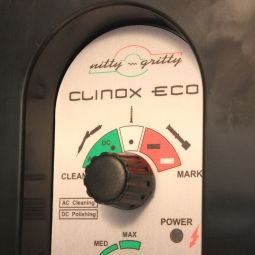 nitty gritty
CLINOX ECO
DC
CLEAN
MARK
AC Cleaning
DC Polishing
POWER
MED
MAX